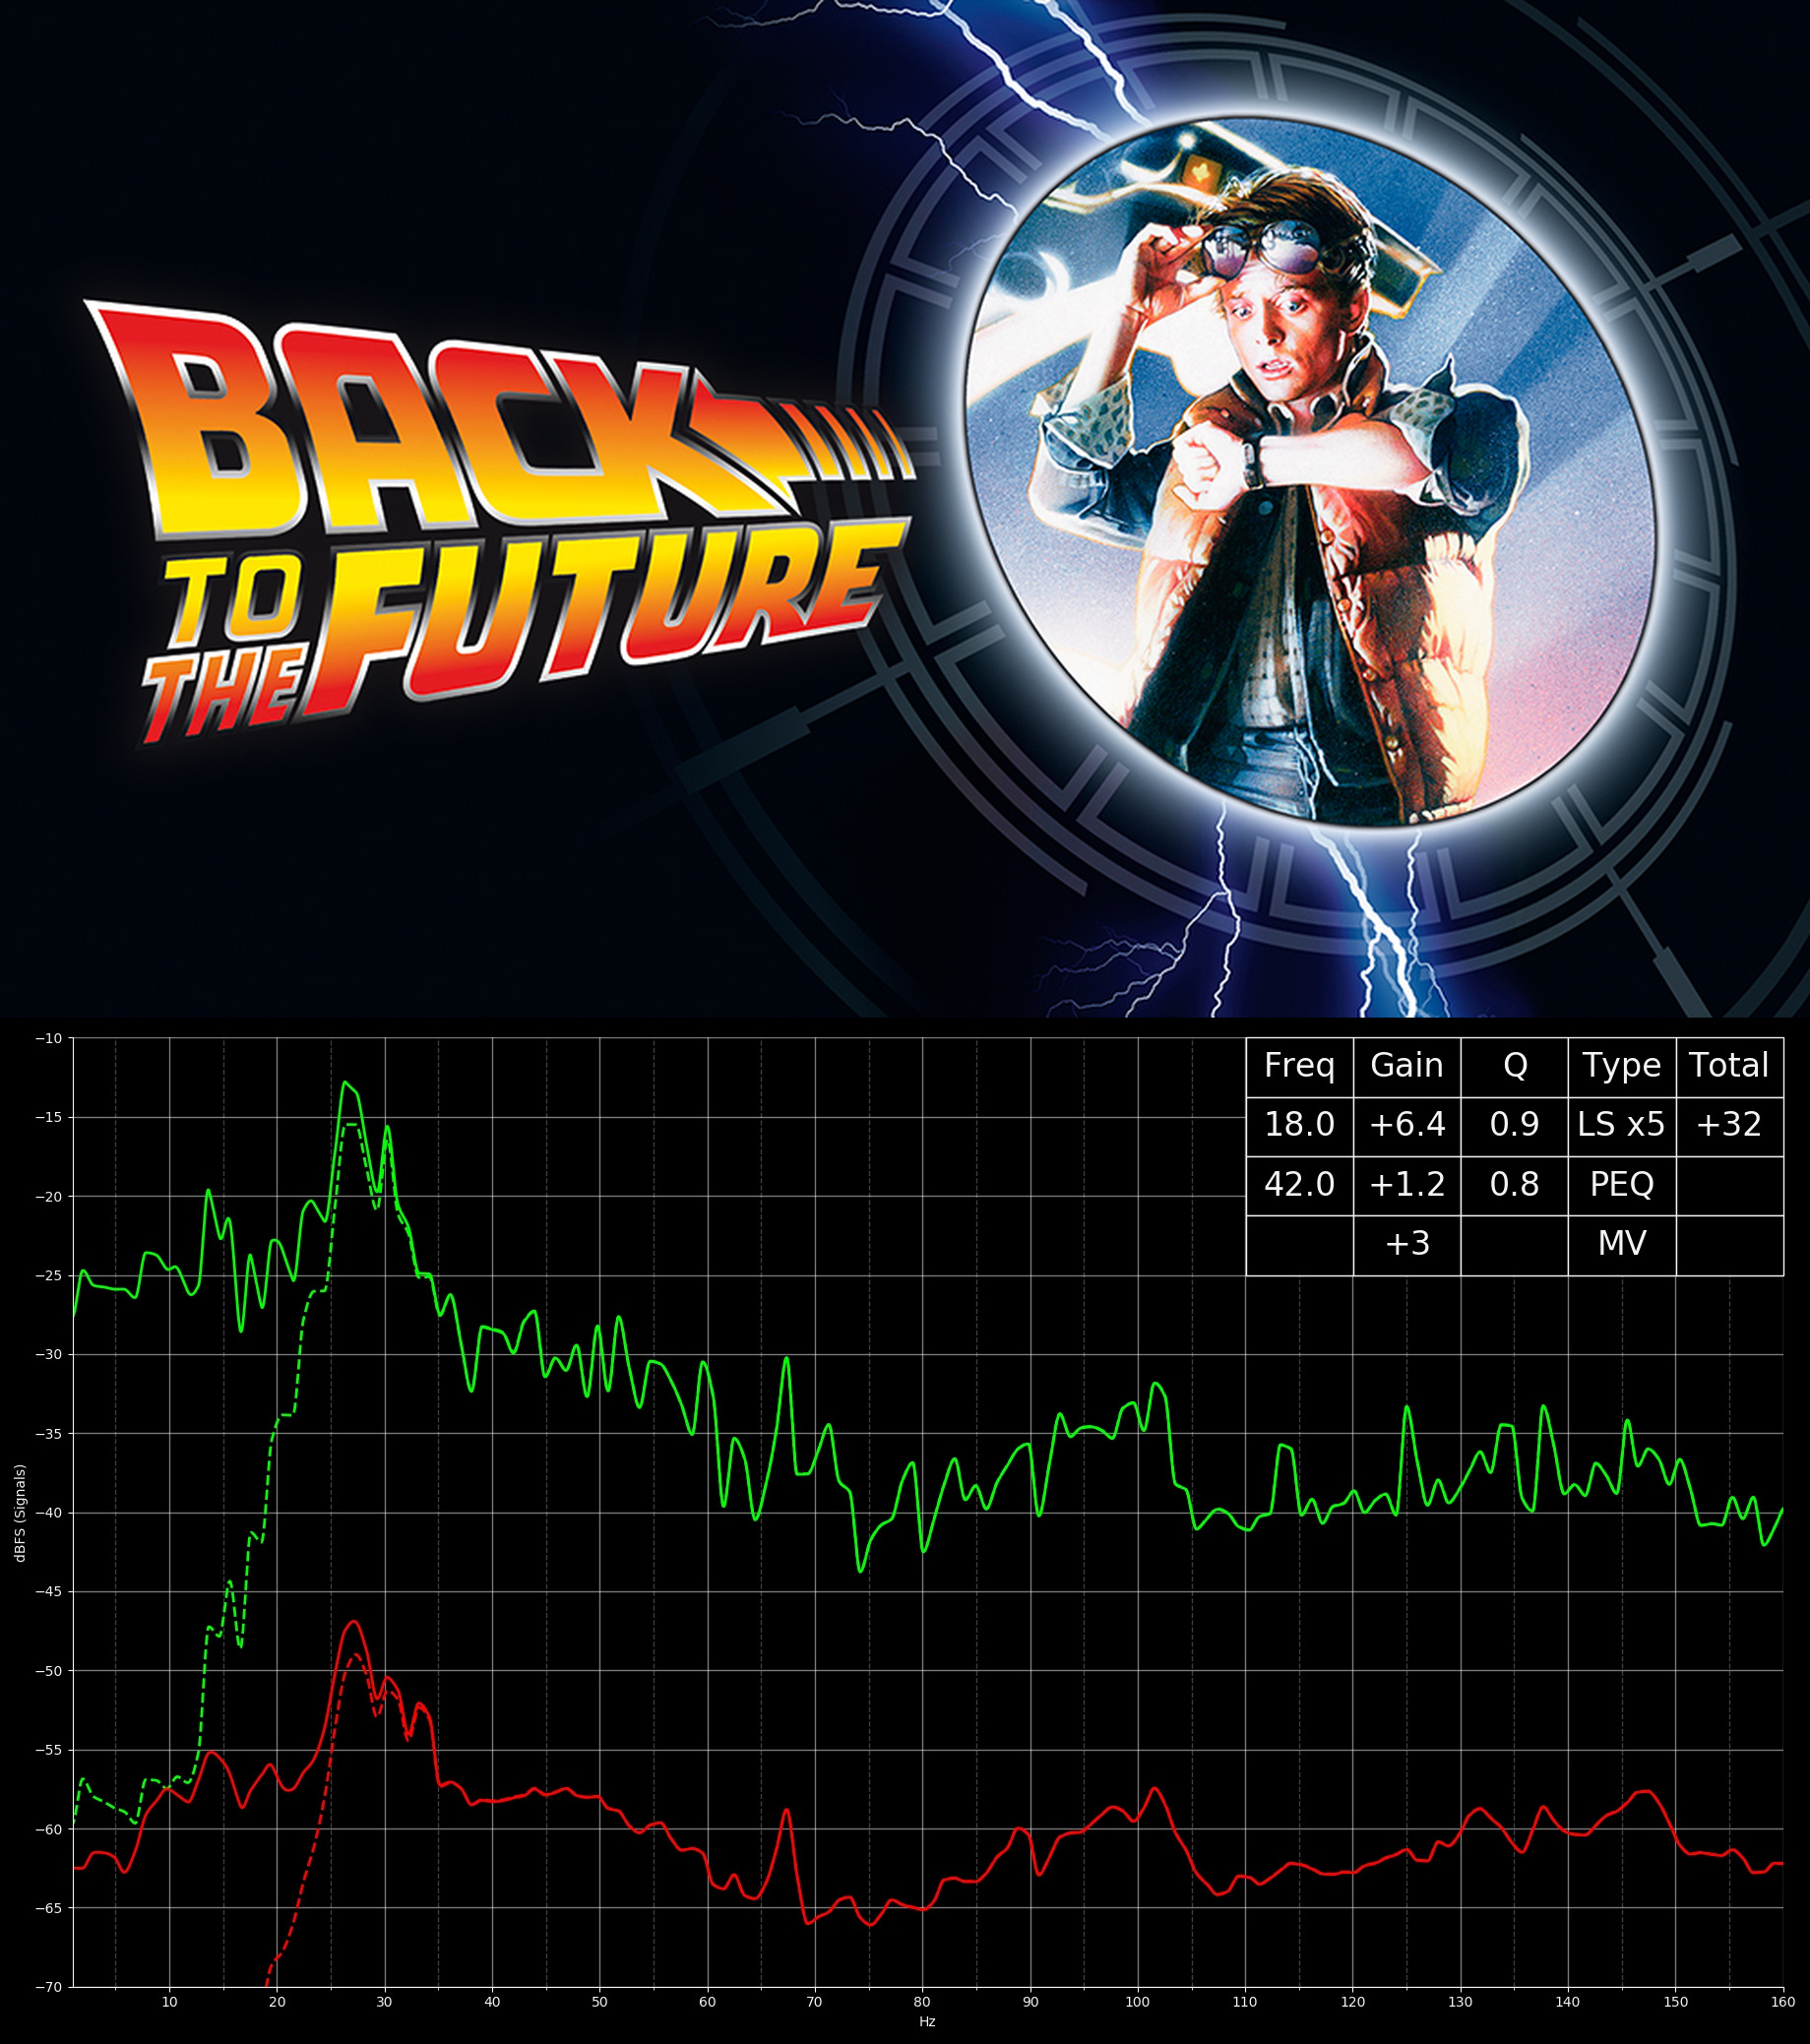 BACK
TO
THE FUTURE
Freq Gain Q Type Total
18.0 +6.4 0.9 LS x5 +32
42.0 +1.2 0.8 PEQ
+3 MV
−10
−15
−20
−25
−30
−35
−40
−45
−50
−55
−60
−65
−70
dBFS (Signals)
10 20 30 40 50 60 70 80 90 100 110 120 130 140 150 160
Hz